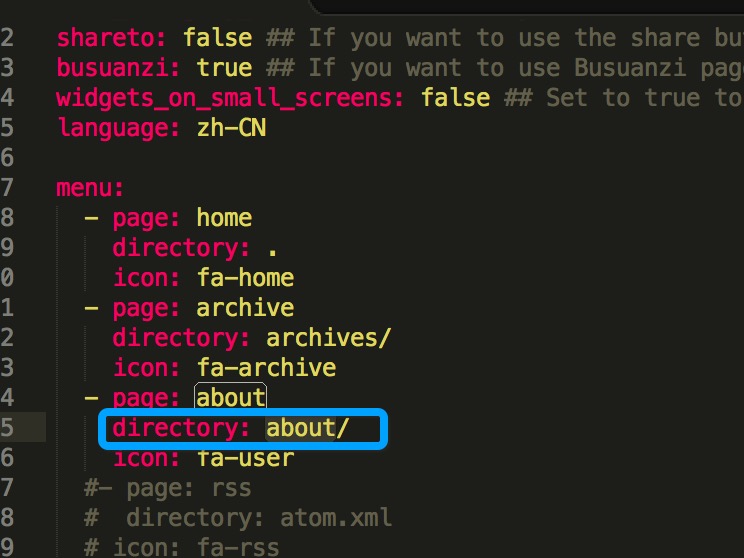 2 shareto: false ## If you want to use the share bu
3 busuanzi: true ## If you want to use Busuanzi pag
4 widgets_on_small_screens: false ## Set to true to
5 language: zh-CN
6
7 menu:
8 - page: home
9 directory: .
0 icon: fa-home
1 - page: archive
2 directory: archives/
3 icon: fa-archive
4 - page: about
5 directory: about/
6 icon: fa-user
7 #- page: rss
8 #  directory: atom.xml
9 # icon: fa-rss